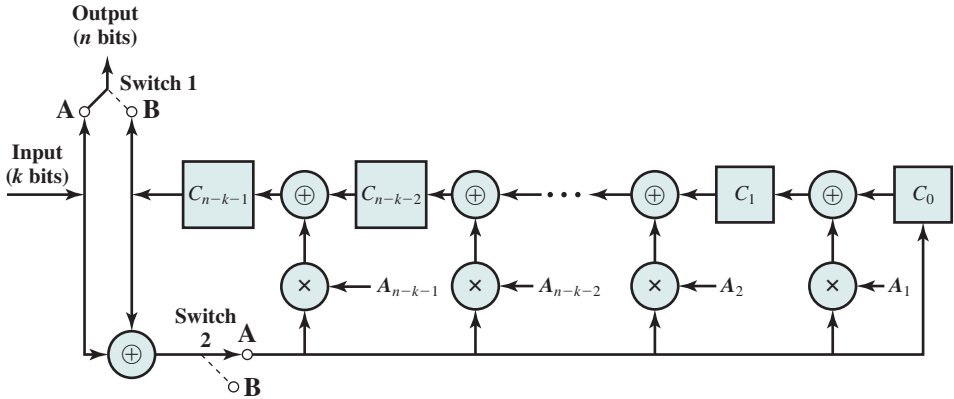 Output
(n bits)
Switch 1
A
B
Input
(k bits)
C_{n−k−1}
⊕
C_{n−k−2}
⊕
• • •
⊕
C_1
⊕
C_0
×
A_{n−k−1}
×
A_{n−k−2}
×
A_2
×
A_1
Switch
2
A
⊕
B